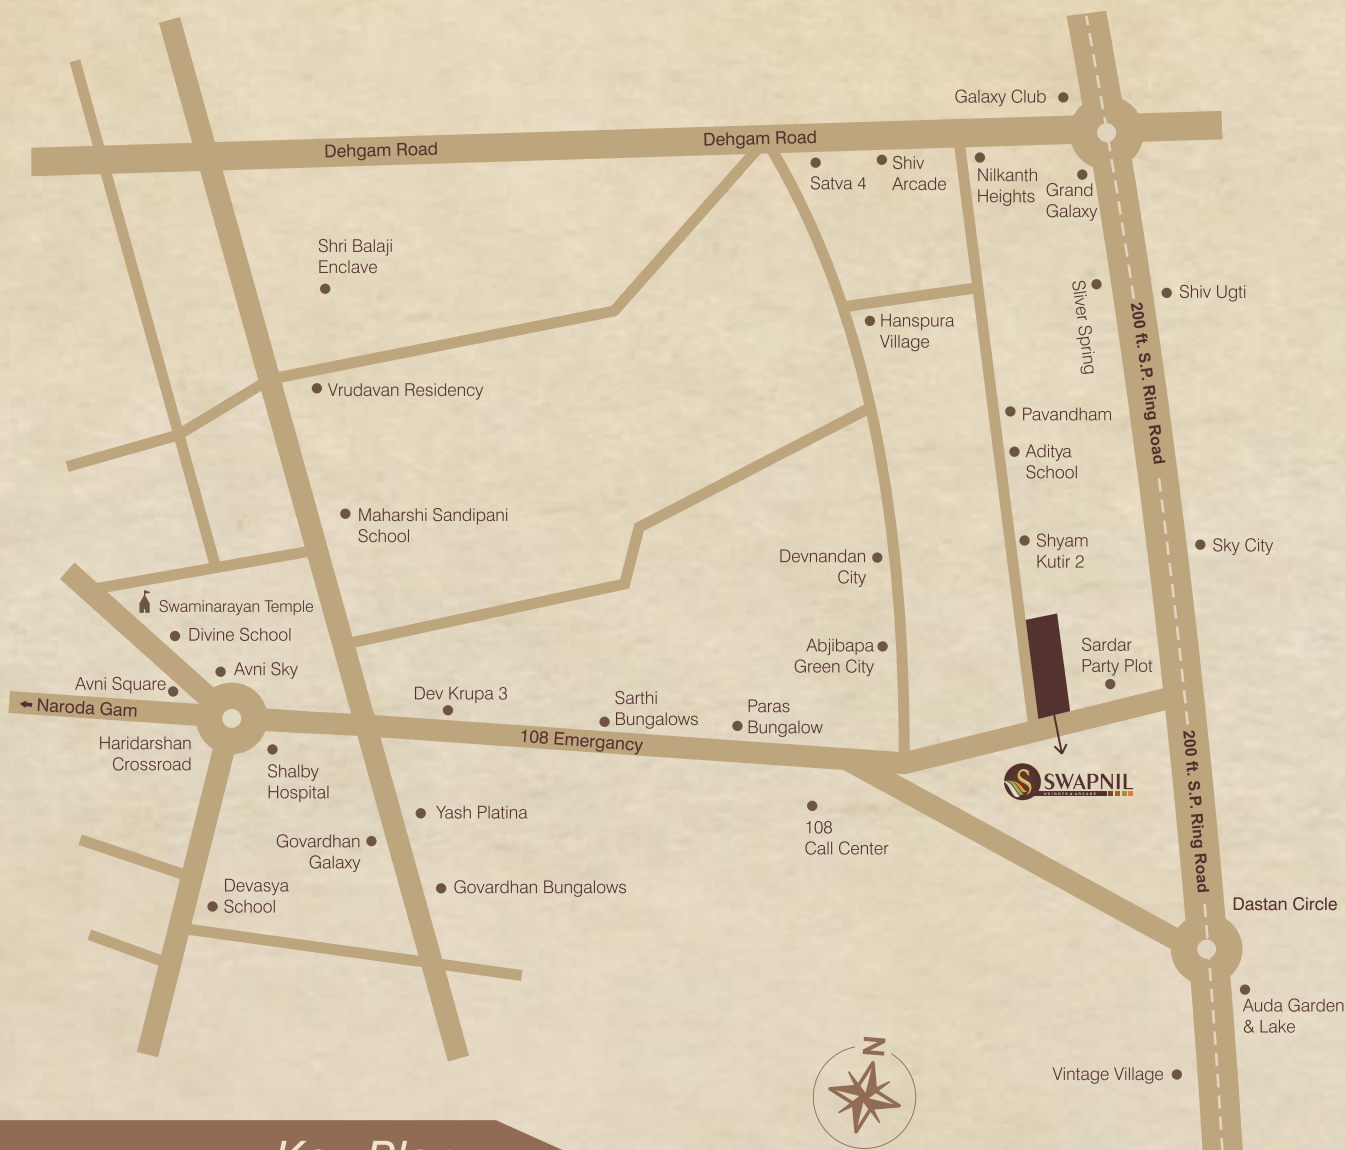 Galaxy Club
Dehgam Road
Dehgam Road
Satva 4
Shiv
Arcade
Nilkanth
Heights
Grand
Galaxy
Shri Balaji
Enclave
Sliver Spring
Shiv Ugti
200 ft. S.P. Ring Road
Hanspura
Village
Vrudavan Residency
Pavandham
Aditya
School
Maharshi Sandipani
School
Shyam
Kutir 2
Sky City
Devnandan
City
Swaminarayan Temple
Divine School
Abjibapa
Green City
Sardar
Party Plot
Avni Sky
Avni Square
Naroda Gam
Dev Krupa 3
Sarthi
Bungalows
Paras
Bungalow
108 Emergancy
Haridarshan
Crossroad
Shalby
Hospital
S SWAPNIL
HEIGHTS & ARCADE
200 ft. S.P. Ring Road
Yash Platina
108
Call Center
Govardhan
Galaxy
Devasya
School
Govardhan Bungalows
Dastan Circle
Auda Garden
& Lake
N
Vintage Village